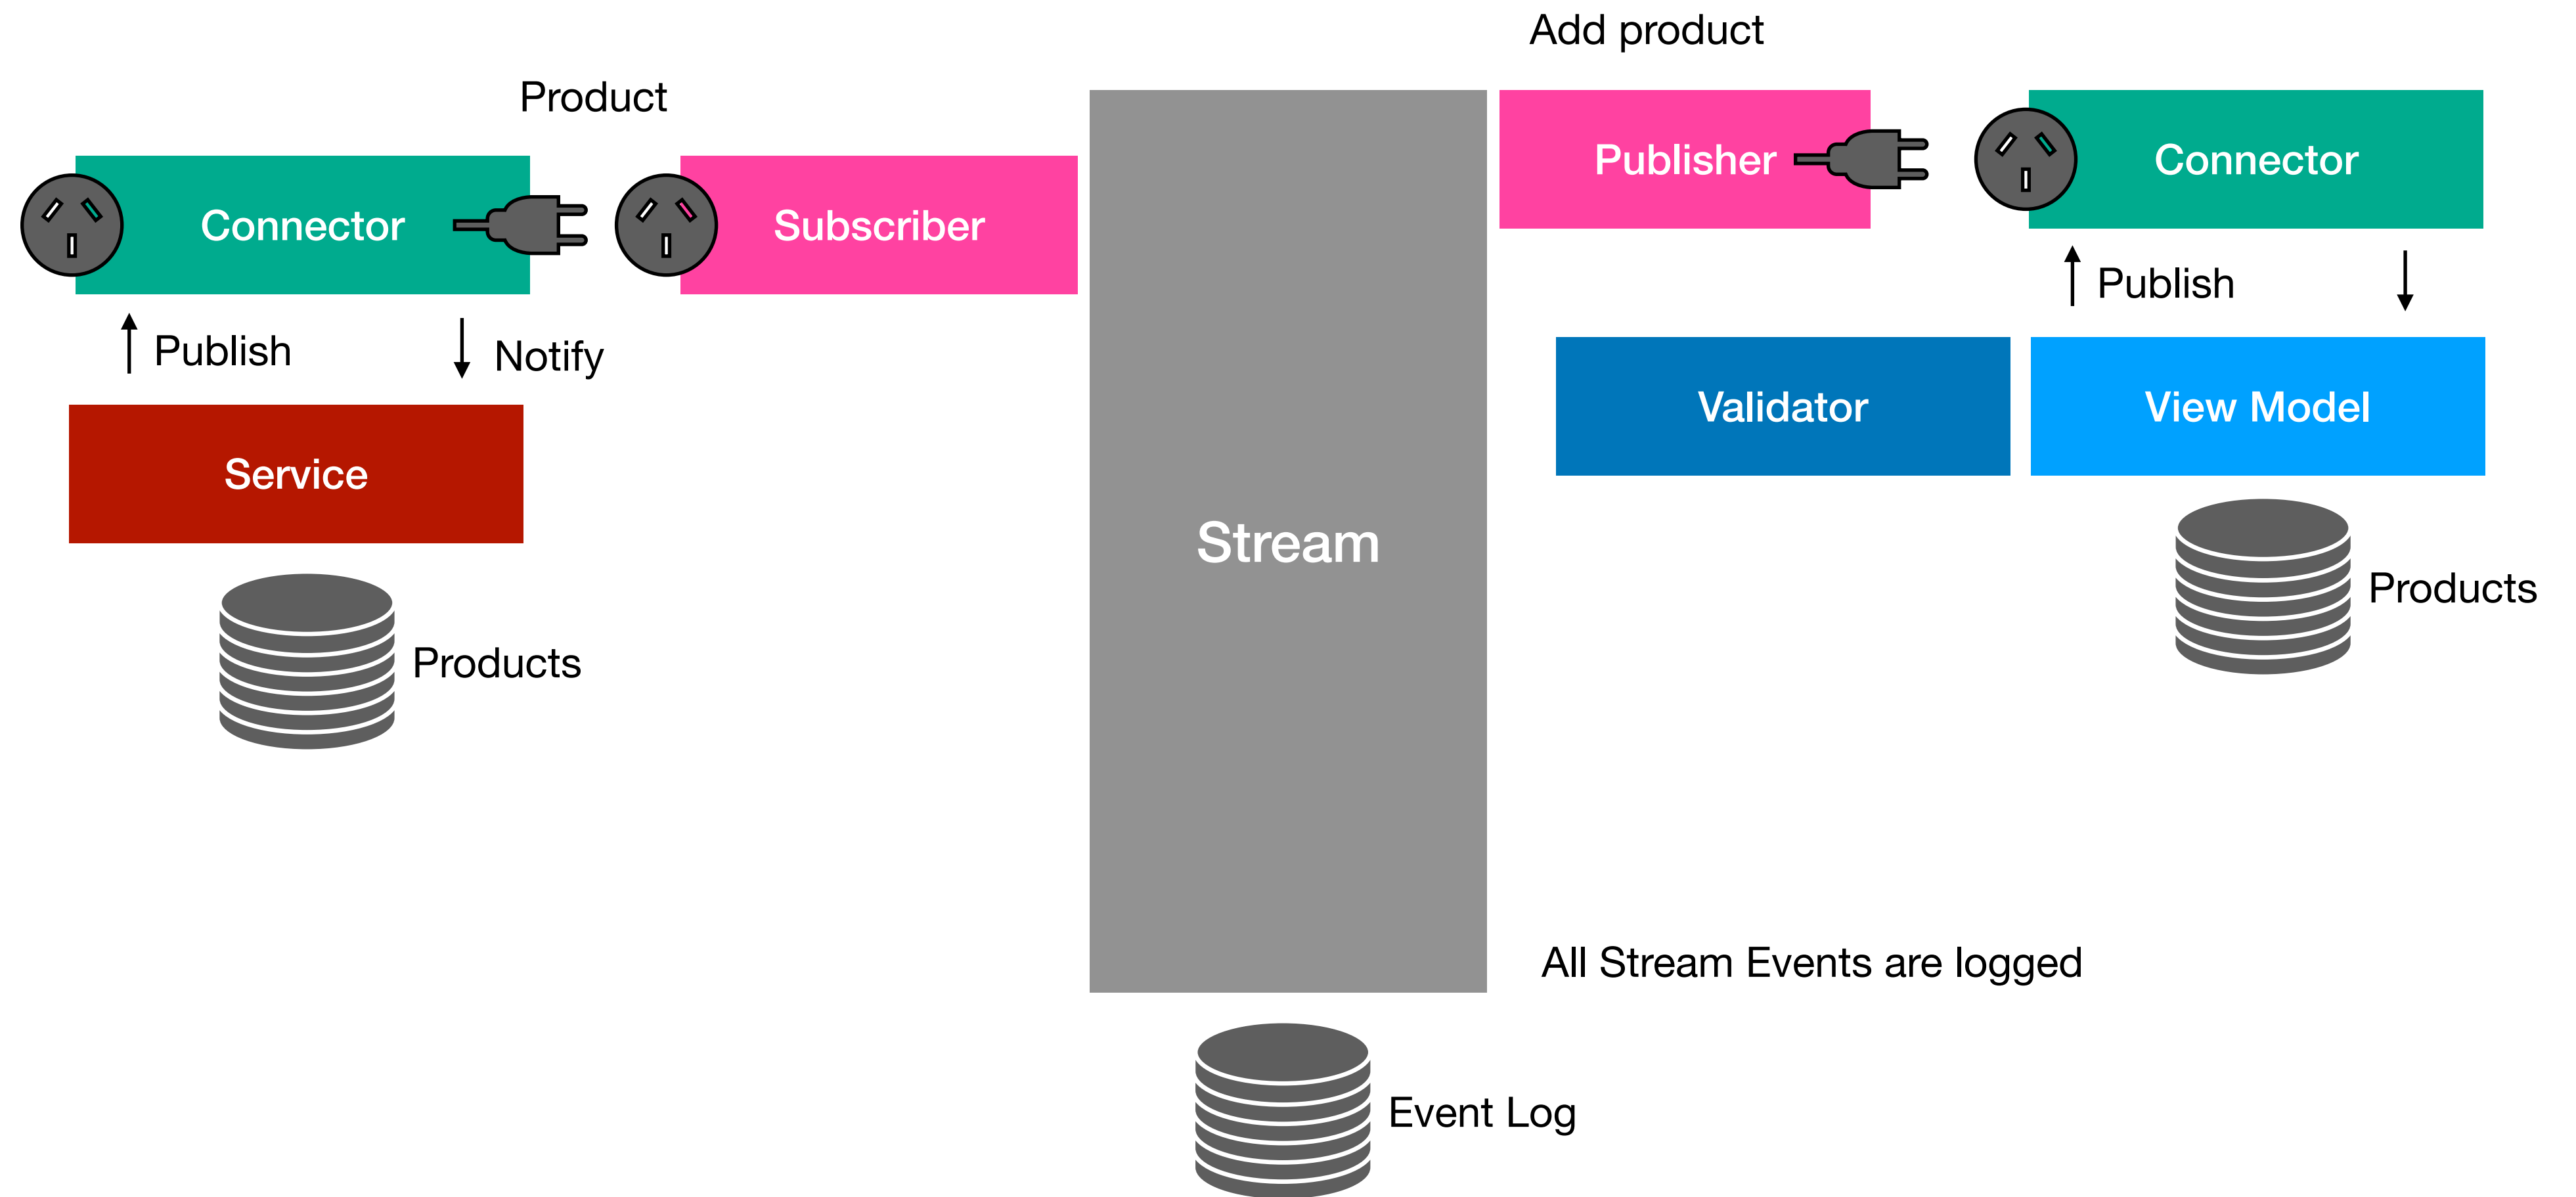 Add product
Product
Publisher
Connector
Connector
Subscriber
Publish
Publish
Notify
Validator
View Model
Service
Stream
Products
Products
All Stream Events are logged
Event Log